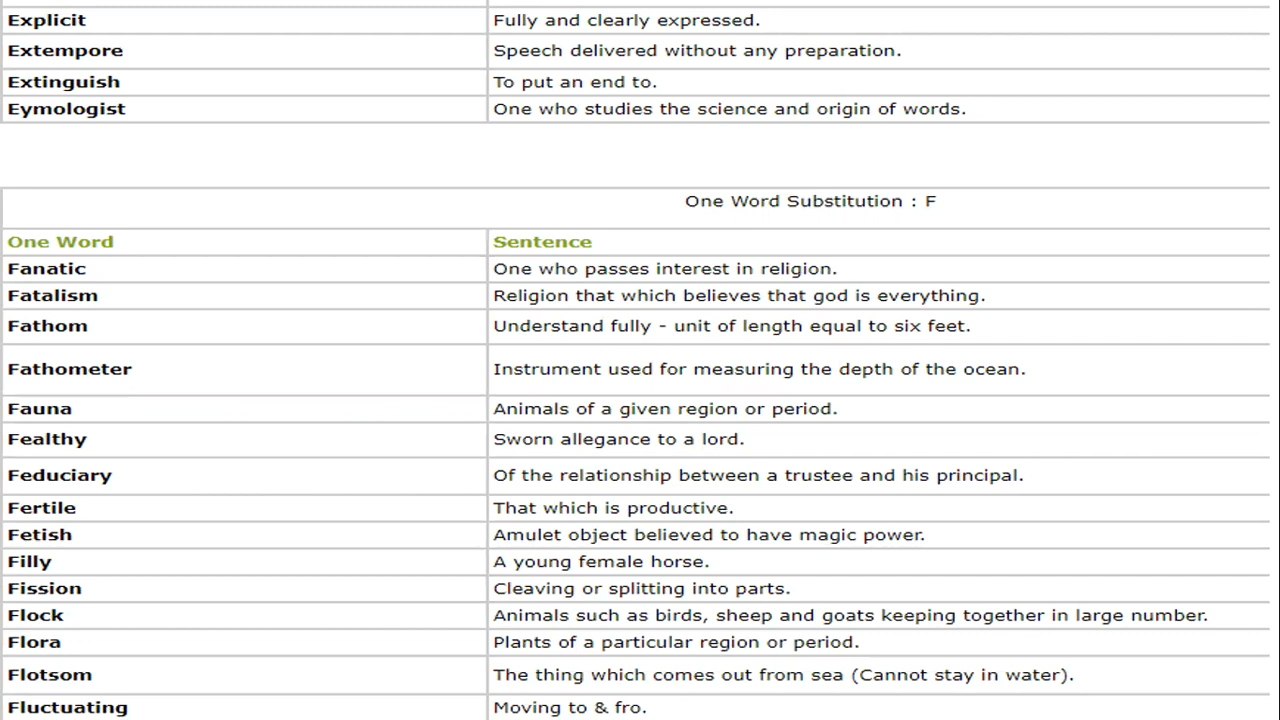 Explicit Fully and clearly expressed.
Extempore Speech delivered without any preparation.
Extinguish To put an end to.
Eymologist One who studies the science and origin of words.
One Word Substitution : F
One Word Sentence
Fanatic One who passes interest in religion.
Fatalism Religion that which believes that god is everything.
Fathom Understand fully - unit of length equal to six feet.
Fathometer Instrument used for measuring the depth of the ocean.
Fauna Animals of a given region or period.
Fealthy Sworn allegance to a lord.
Feduciary Of the relationship between a trustee and his principal.
Fertile That which is productive.
Fetish Amulet object believed to have magic power.
Filly A young female horse.
Fission Cleaving or splitting into parts.
Flock Animals such as birds, sheep and goats keeping together in large number.
Flora Plants of a particular region or period.
Flotsom The thing which comes out from sea (Cannot stay in water).
Fluctuating Moving to & fro.